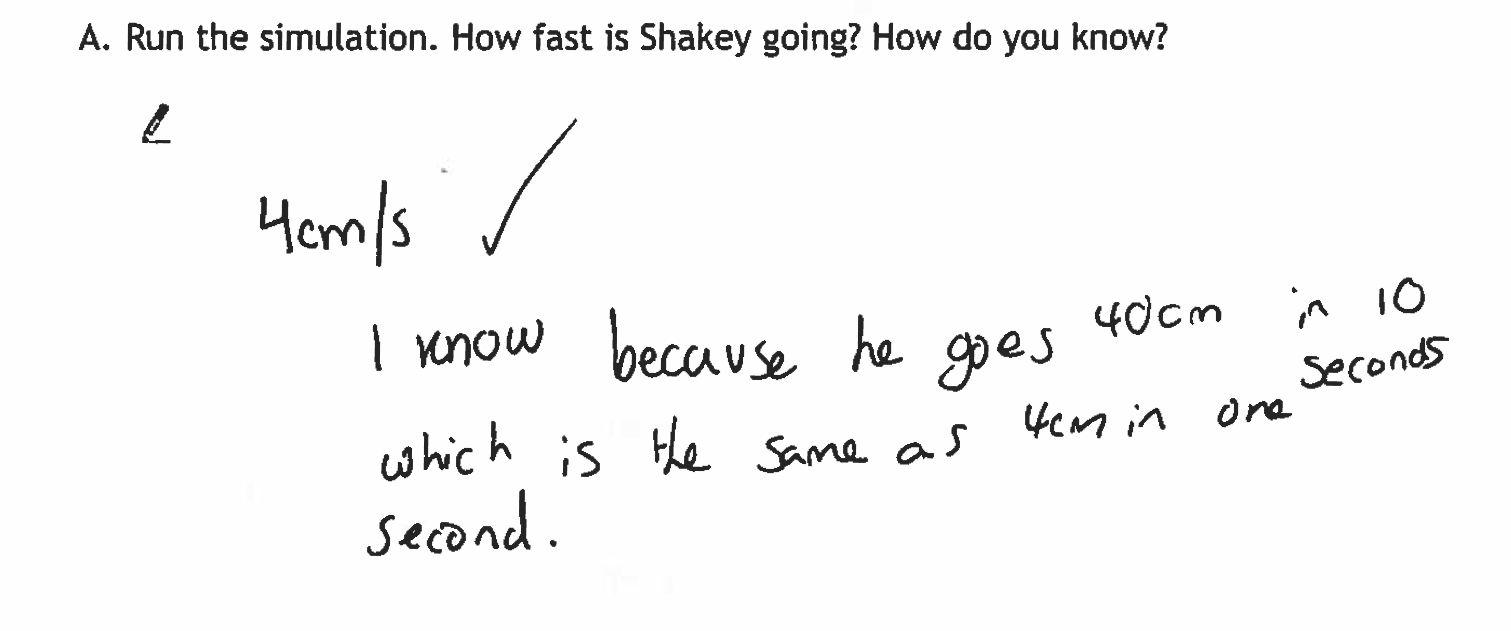 A. Run the simulation. How fast is Shakey going? How do you know?
4cm/s ✓
I know because he goes 40cm in 10
seconds
which is the same as 4cm in one
second.